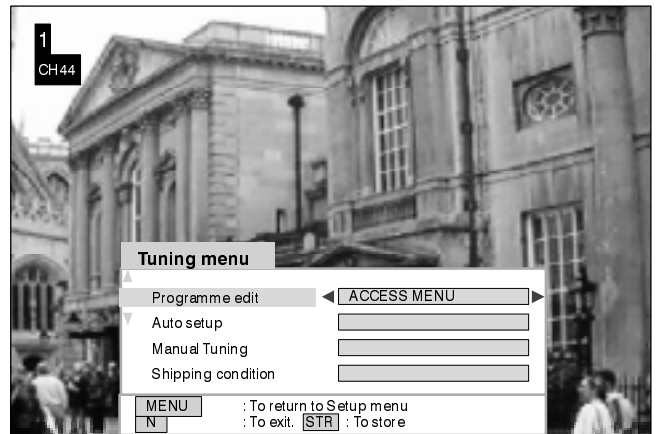 1
CH44
Tuning menu
Programme edit ACCESS MENU
Auto setup
Manual Tuning
Shipping condition
MENU : To return to Setup menu
N : To exit. STR : To store